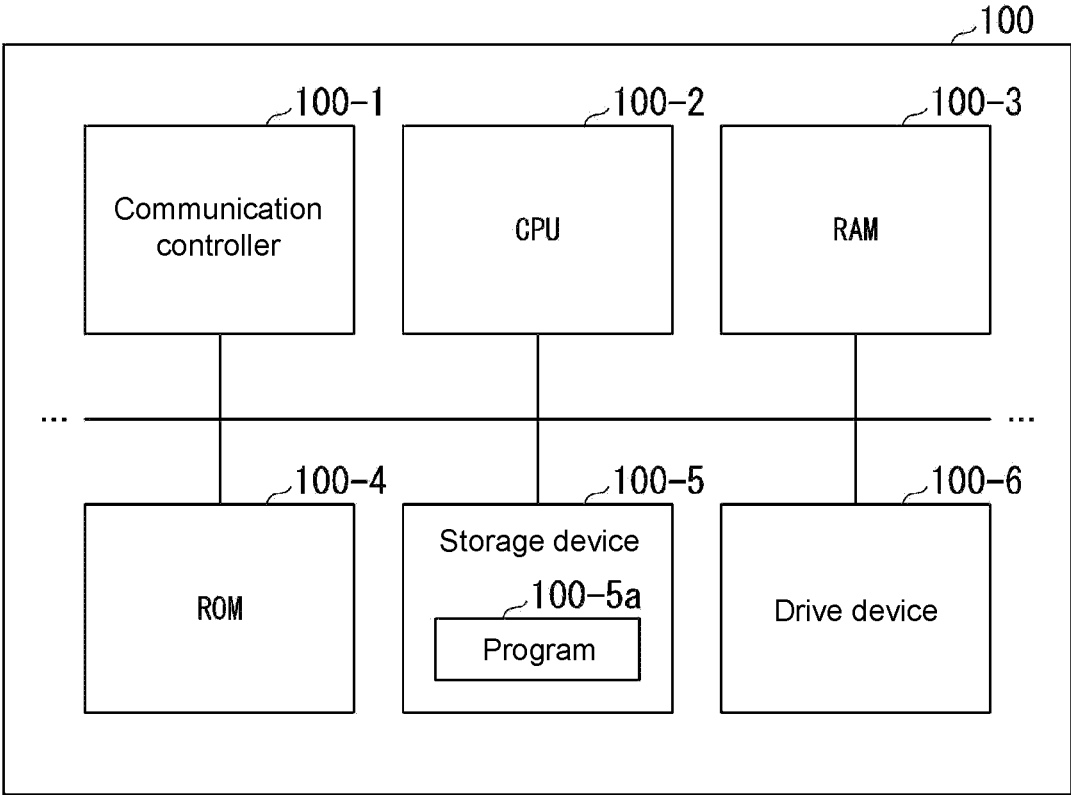 100
100-1
100-2
100-3
Communication
controller
CPU
RAM
...
...
100-4
100-5
100-6
ROM
Storage device
100-5a
Program
Drive device